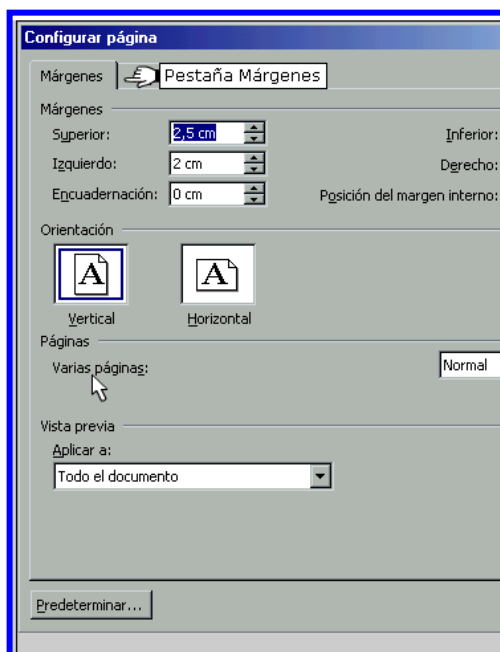 Configurar página
Márgenes Pestaña Márgenes
Márgenes
Superior: 2,5 cm Inferior:
Izquierdo: 2 cm Derecho:
Encuadernación: 0 cm Posición del margen interno:
Orientación
A A
Vertical Horizontal
Páginas
Varias páginas: Normal
Vista previa
Aplicar a:
Todo el documento
Predeterminar...